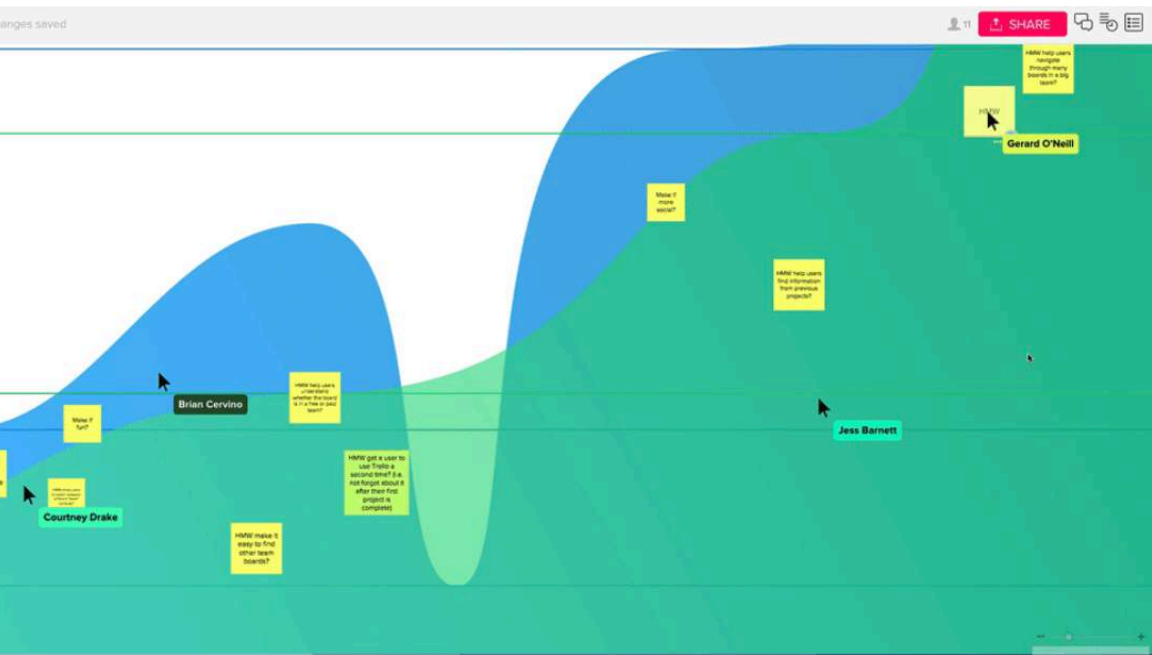 anges saved
11
SHARE
HMW help users
navigate
through many
boards in a big
team?
HMW
Gerard O'Neill
Make it
more
social?
HMW help users
find information
from previous
projects?
Brian Cervino
HMW help users
understand
whether the board
is in a free or paid
team?
Make it
fun?
Jess Barnett
HMW get a user to
use Trello a
second time? (i.e.
not forget about it
after their first
project is
complete)
Courtney Drake
HMW make it
easy to find
other team
boards?